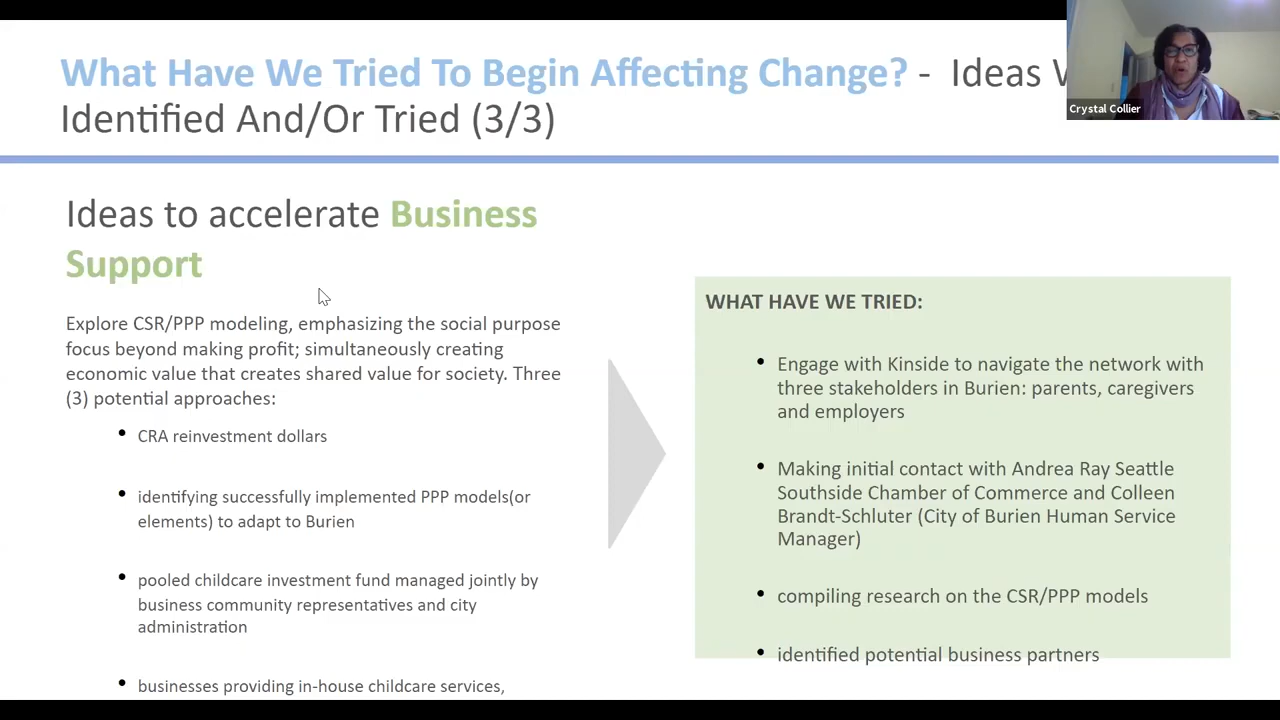 What Have We Tried To Begin Affecting Change? - Ideas
Identified And/Or Tried (3/3)
Crystal Collier
Ideas to accelerate Business
Support
Explore CSR/PPP modeling, emphasizing the social purpose
focus beyond making profit; simultaneously creating
economic value that creates shared value for society. Three
(3) potential approaches:
• CRA reinvestment dollars
• identifying successfully implemented PPP models(or
elements) to adapt to Burien
• pooled childcare investment fund managed jointly by
business community representatives and city
administration
• businesses providing in-house childcare services,
WHAT HAVE WE TRIED:
• Engage with Kinside to navigate the network with
three stakeholders in Burien: parents, caregivers
and employers
• Making initial contact with Andrea Ray Seattle
Southside Chamber of Commerce and Colleen
Brandt-Schluter (City of Burien Human Service
Manager)
• compiling research on the CSR/PPP models
• identified potential business partners